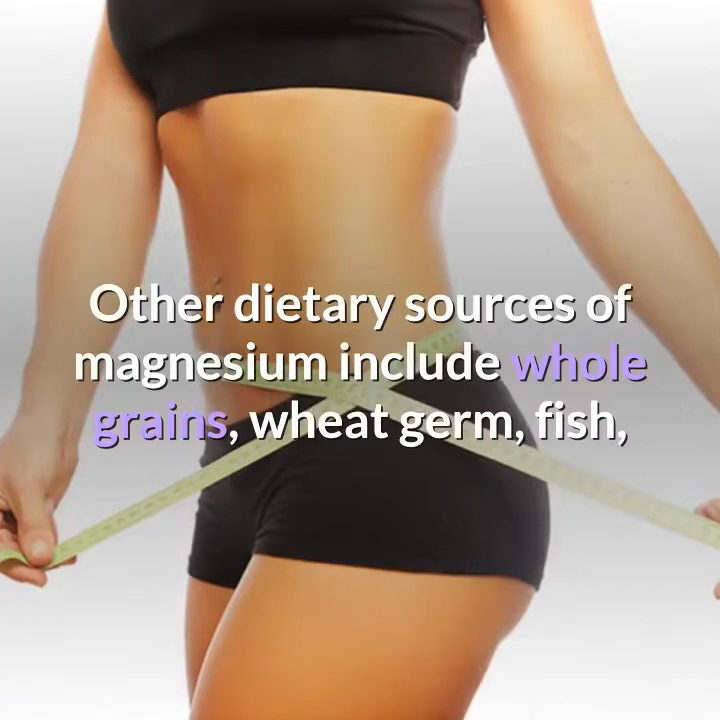 Other dietary sources of
magnesium include whole
grains, wheat germ, fish,